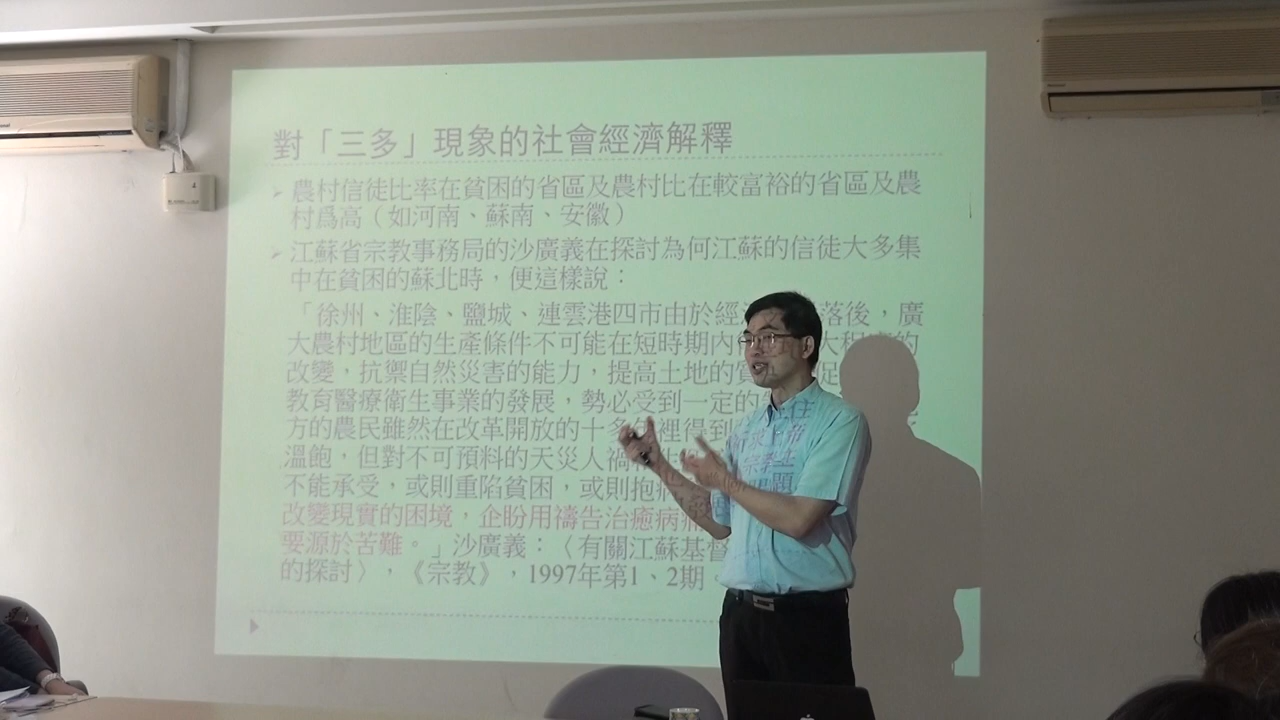 對「三多」現象的社會經濟解釋
農村信徒比率在貧困的省區及農村比在較富裕的省區及農
村爲高（如河南、蘇南、安徽）
江蘇省宗教事務局的沙廣義在探討為何江蘇的信徒大多集
中在貧困的蘇北時，便這樣說：
「徐州、淮陰、鹽城、連雲港四市由於經 落後，廣
大農村地區的生產條件不可能在短時期內 大程 的
改變，抗禦自然災害的能力，提高土地的 促
教育醫療衛生事業的發展，勢必受到一定的
方的農民雖然在改革開放的十多 裡得到
溫飽，但對不可預料的天災人禍
不能承受，或則重陷貧困，或則抱病
改變現實的困境，企盼用禱告治癒病
要源於苦難。」沙廣義：〈有關江蘇基督
的探討〉，《宗教》，1997年第1、2期